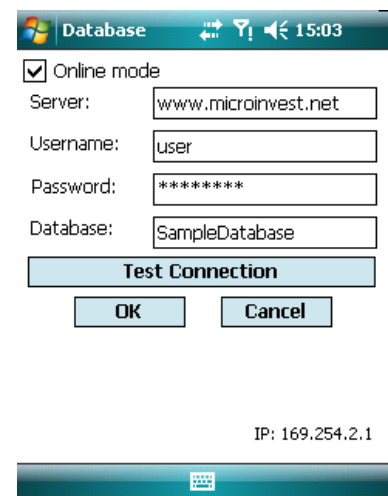 Database 15:03
Online mode
Server: www.microinvest.net
Username: user
Password: ********
Database: SampleDatabase
Test Connection
OK Cancel
IP: 169.254.2.1